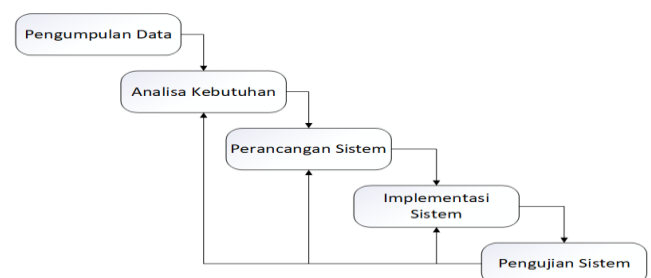 Pengumpulan Data
Analisa Kebutuhan
Perancangan Sistem
Implementasi
Sistem
Pengujian Sistem